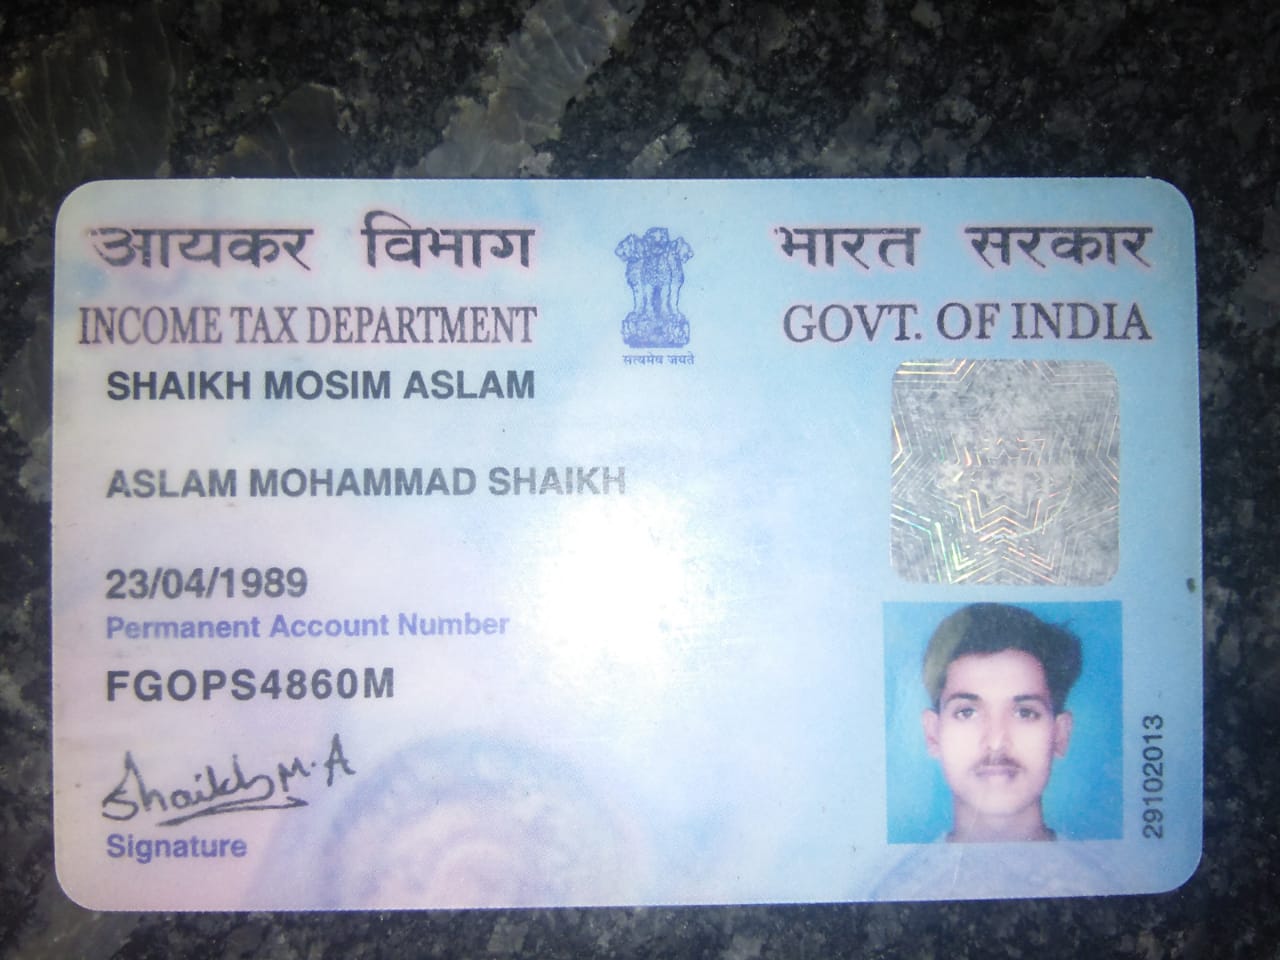 आयकर विभाग
INCOME TAX DEPARTMENT
सत्यमेव जयते
भारत सरकार
GOVT. OF INDIA
SHAIKH MOSIM ASLAM
ASLAM MOHAMMAD SHAIKH
23/04/1989
Permanent Account Number
FGOPS4860M
Shaikh M.A
Signature
29102013